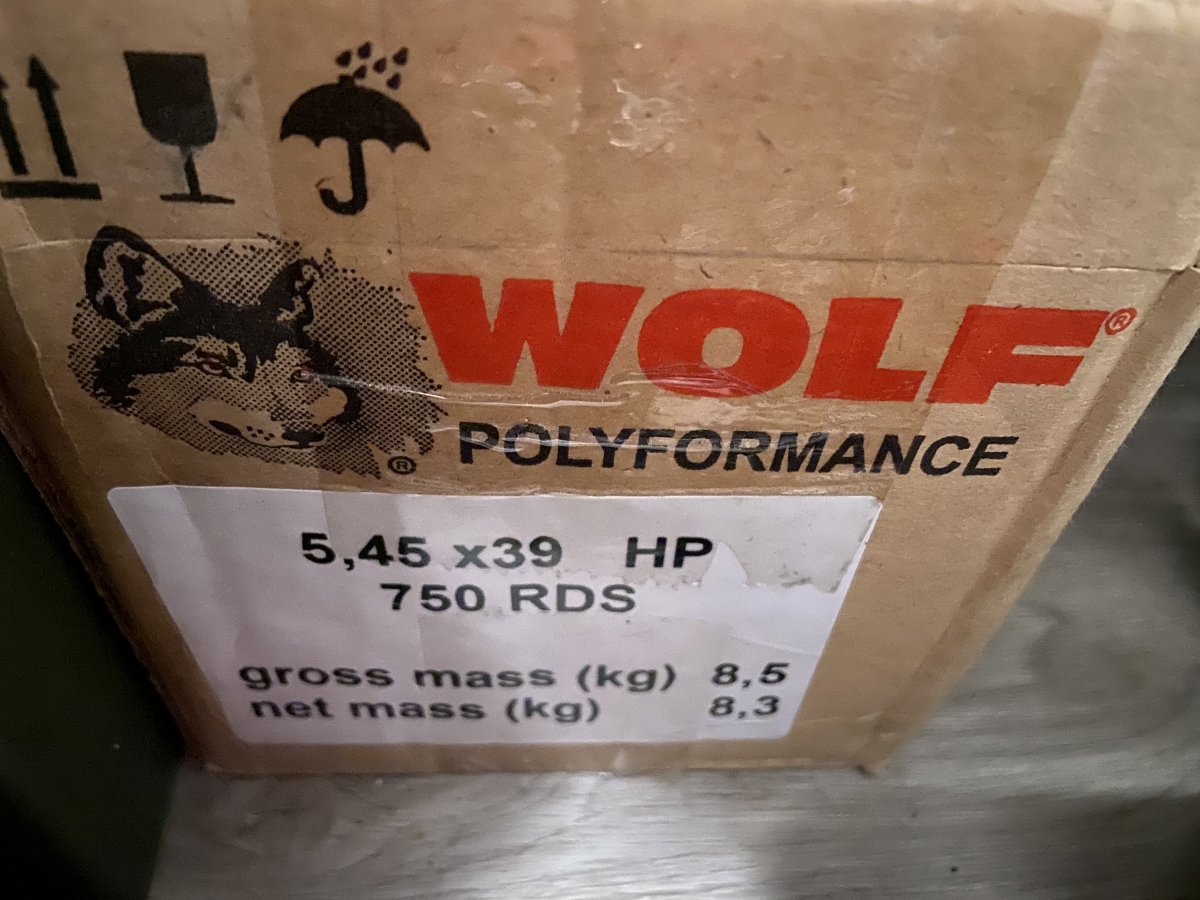 WOLF®
®
POLYFORMANCE
5,45 x39 HP
750 RDS
gross mass (kg) 8,5
net mass (kg) 8,3